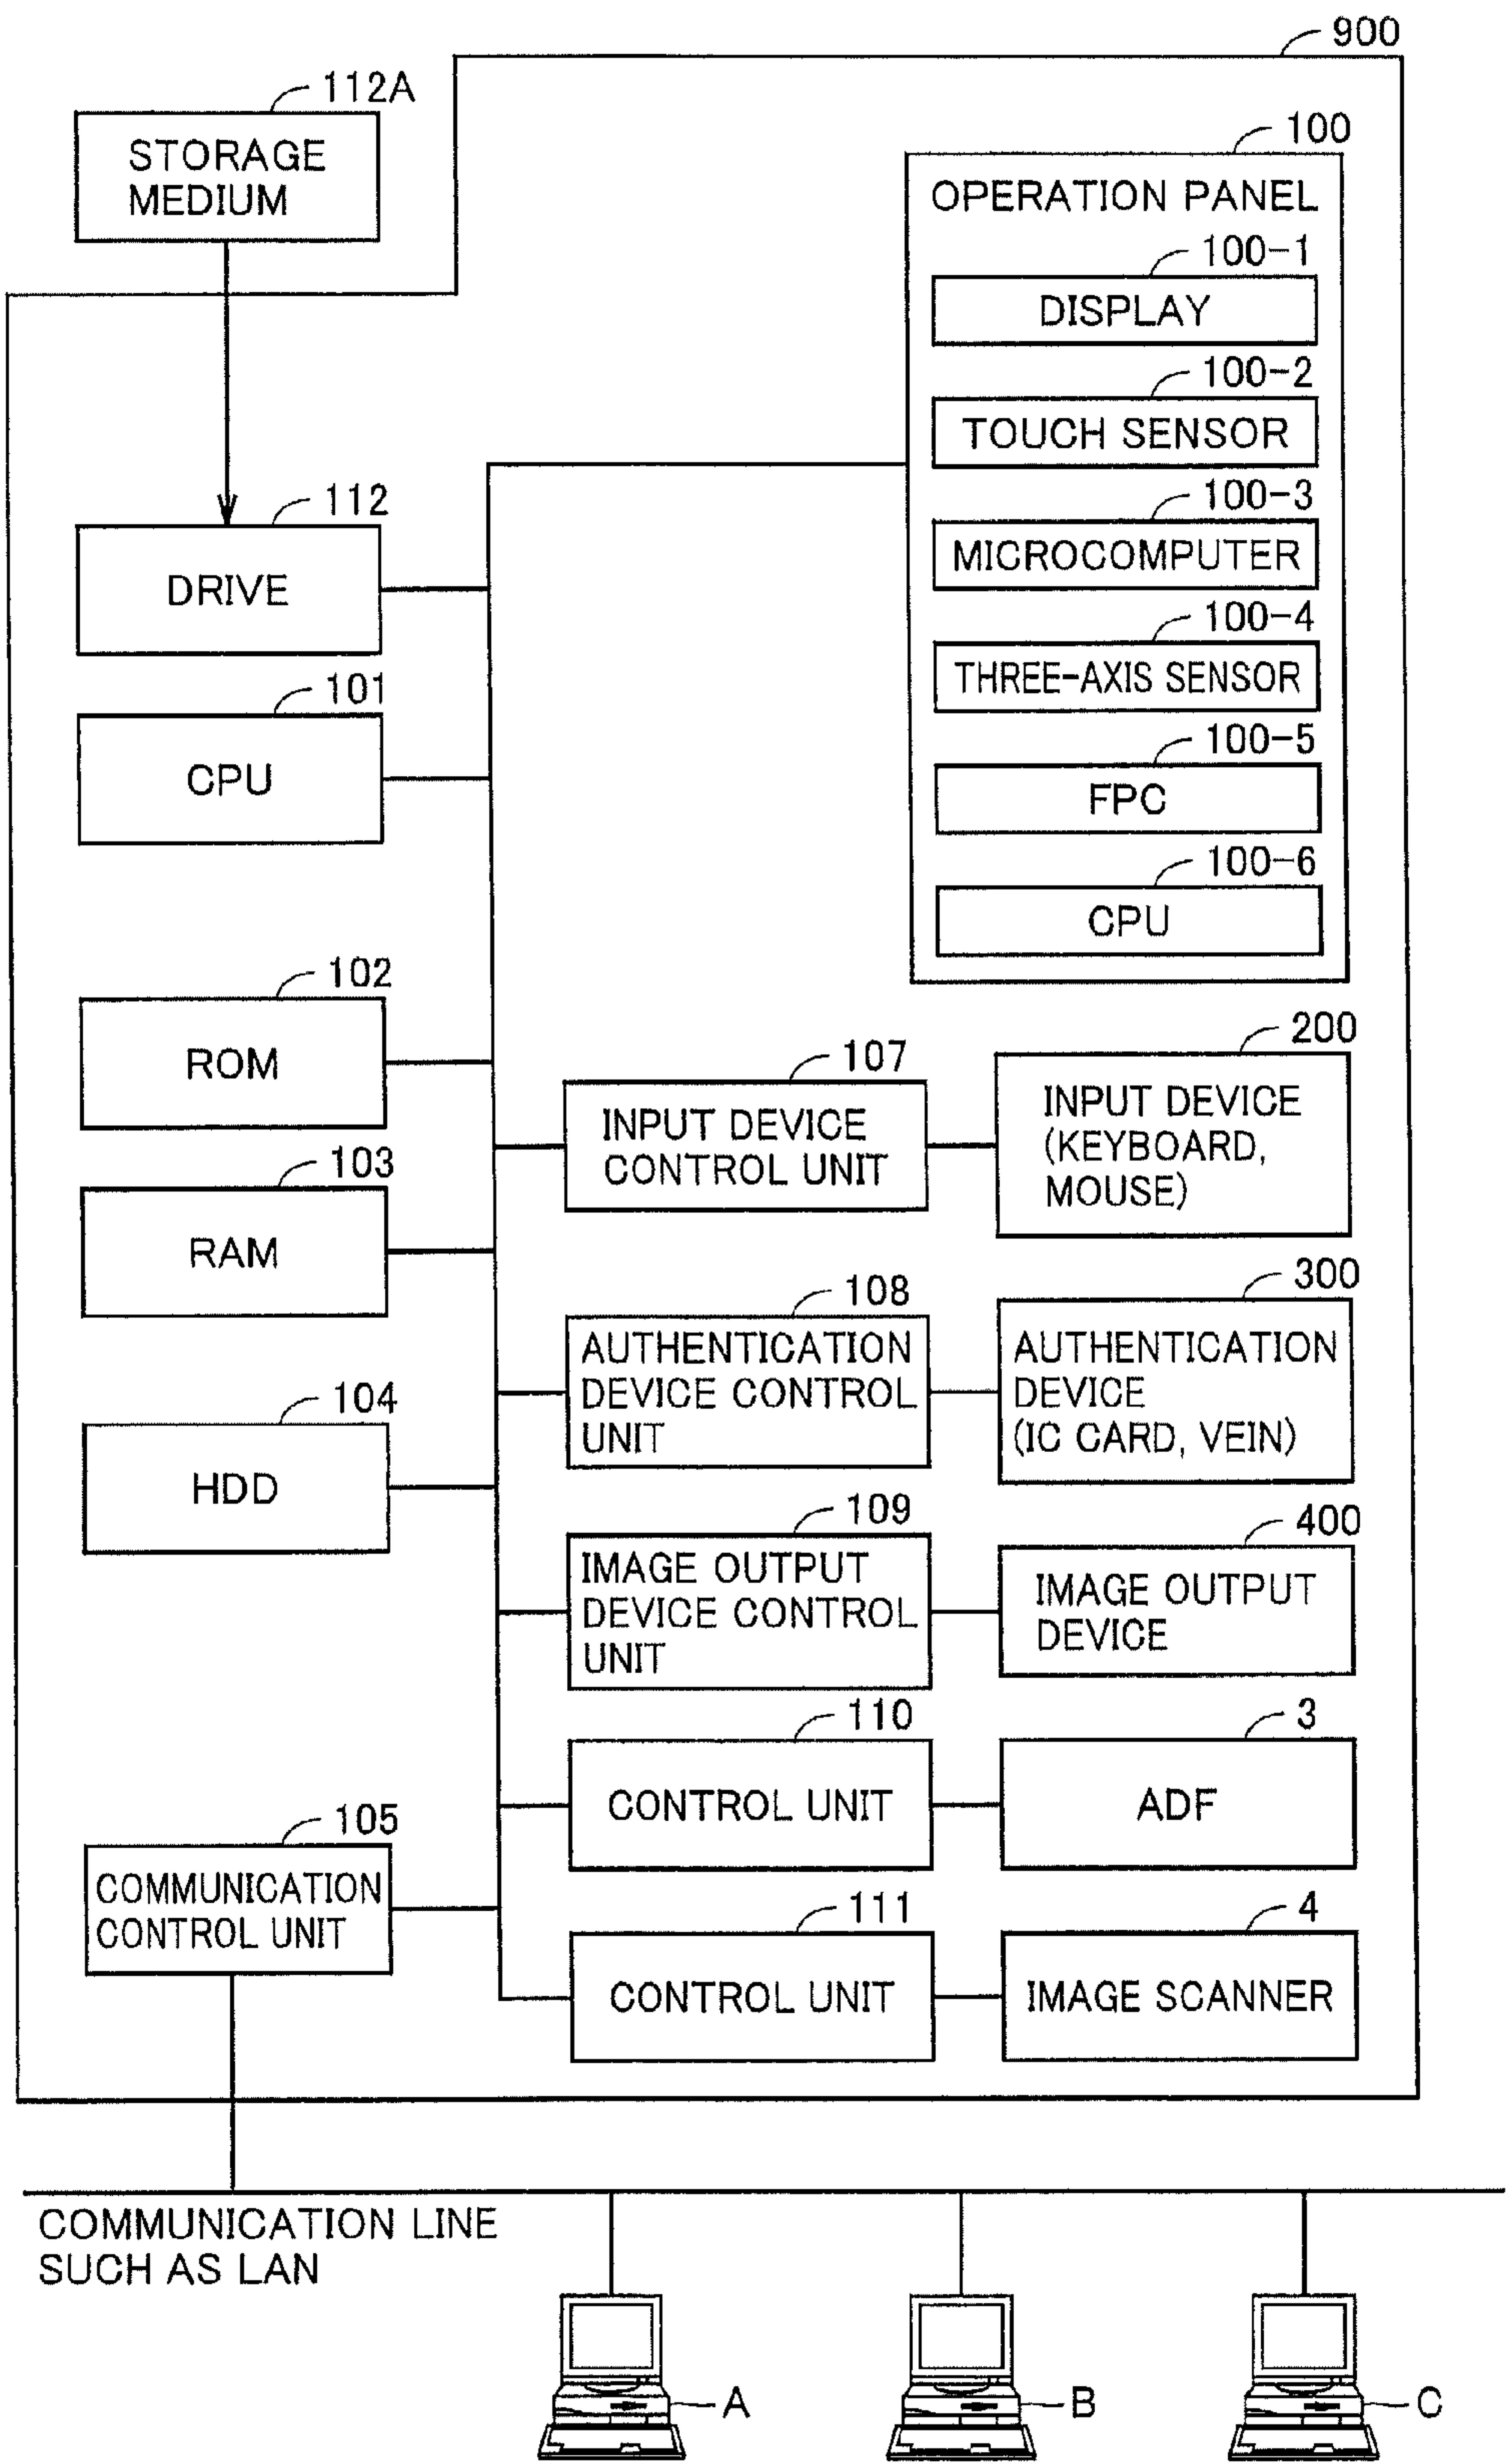 900
112A
STORAGE
MEDIUM
100
OPERATION PANEL
100-1
DISPLAY
100-2
TOUCH SENSOR
100-3
MICROCOMPUTER
100-4
THREE-AXIS SENSOR
100-5
FPC
100-6
CPU
112
DRIVE
101
CPU
102
ROM
103
RAM
104
HDD
105
COMMUNICATION
CONTROL UNIT
107
INPUT DEVICE
CONTROL UNIT
200
INPUT DEVICE
(KEYBOARD,
MOUSE)
108
AUTHENTICATION
DEVICE CONTROL
UNIT
300
AUTHENTICATION
DEVICE
(IC CARD, VEIN)
109
IMAGE OUTPUT
DEVICE CONTROL
UNIT
400
IMAGE OUTPUT
DEVICE
110
CONTROL UNIT
3
ADF
111
CONTROL UNIT
4
IMAGE SCANNER
COMMUNICATION LINE
SUCH AS LAN
A
B
C